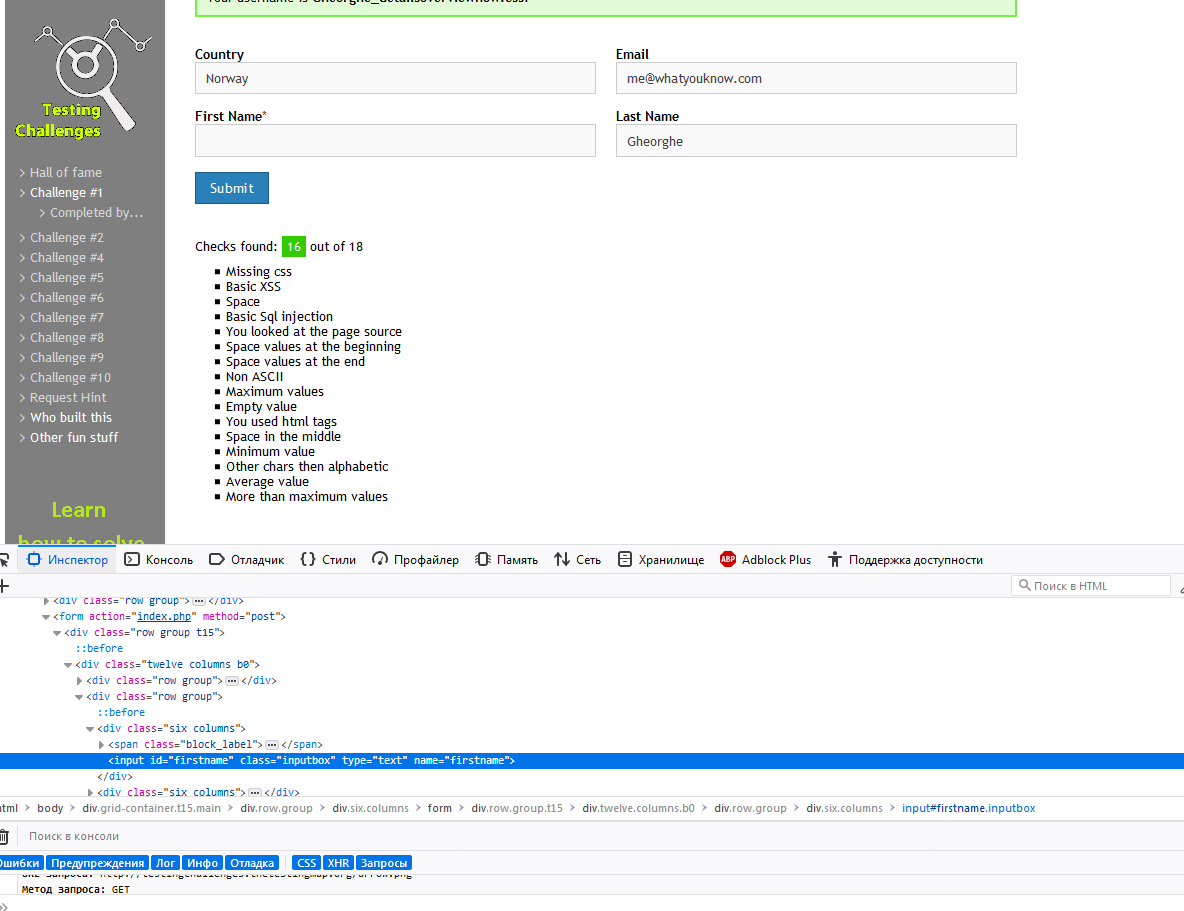 Your username is Gheorghe_detailsoverviewnow.css.
Testing
Challenges
Hall of fame
Challenge #1
Completed by...
Challenge #2
Challenge #4
Challenge #5
Challenge #6
Challenge #7
Challenge #8
Challenge #9
Challenge #10
Request Hint
Who built this
Other fun stuff
Learn
how to solve
Country
Email
Norway
me@whatyouknow.com
First Name*
Last Name
Gheorghe
Submit
Checks found: 16 out of 18
Missing css
Basic XSS
Space
Basic Sql injection
You looked at the page source
Space values at the beginning
Space values at the end
Non ASCII
Maximum values
Empty value
You used html tags
Space in the middle
Minimum value
Other chars then alphabetic
Average value
More than maximum values
Инспектор Консоль Отладчик Стили Профайлер Память Сеть Хранилище ABP Adblock Plus Поддержка доступности
Поиск в HTML
<div class="row group">…</div>
<form action="index.php" method="post">
<div class="row group t15">
::before
<div class="twelve columns b0">
<div class="row group">…</div>
<div class="row group">
::before
<div class="six columns">
<span class="block_label">…</span>
<input id="firstname" class="inputbox" type="text" name="firstname">
</div>
<div class="six columns">…</div>
html > body > div.grid-container.t15.main > div.row.group > div.six.columns > form > div.row.group.t15 > div.twelve.columns.b0 > div.row.group > div.six.columns > input#firstname.inputbox
Поиск в консоли
Ошибки Предупреждения Лог Инфо Отладка CSS XHR Запросы
URL запроса: http://testingchallenges.thetestingmap.org/arrow.png
Метод запроса: GET